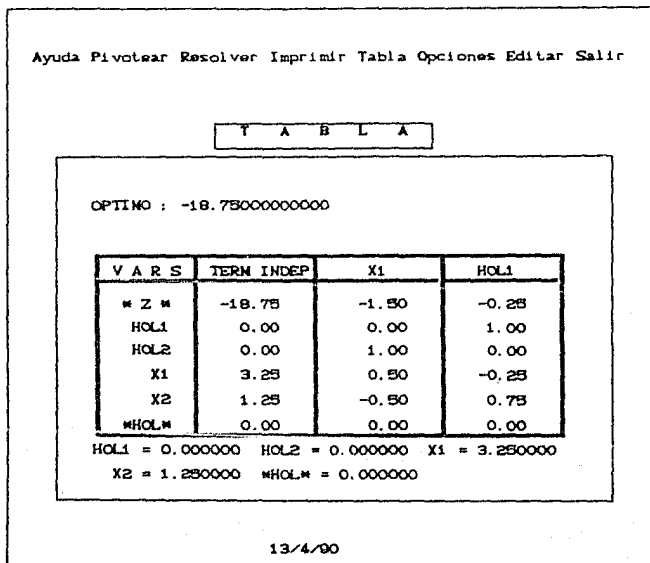 Ayuda Pivotear Resolver Imprimir Tabla Opciones Editar Salir
T A B L A
OPTIMO : -18.75000000000
V A R S TERM INDEP X1 HOL1
* Z * -18.75 -1.50 -0.25
HOL1 0.00 0.00 1.00
HOL2 0.00 1.00 0.00
X1 3.25 0.50 -0.25
X2 1.25 -0.50 0.75
*HOL* 0.00 0.00 0.00
HOL1 = 0.000000 HOL2 = 0.000000 X1 = 3.250000
X2 = 1.250000 *HOL* = 0.000000
13/4/90